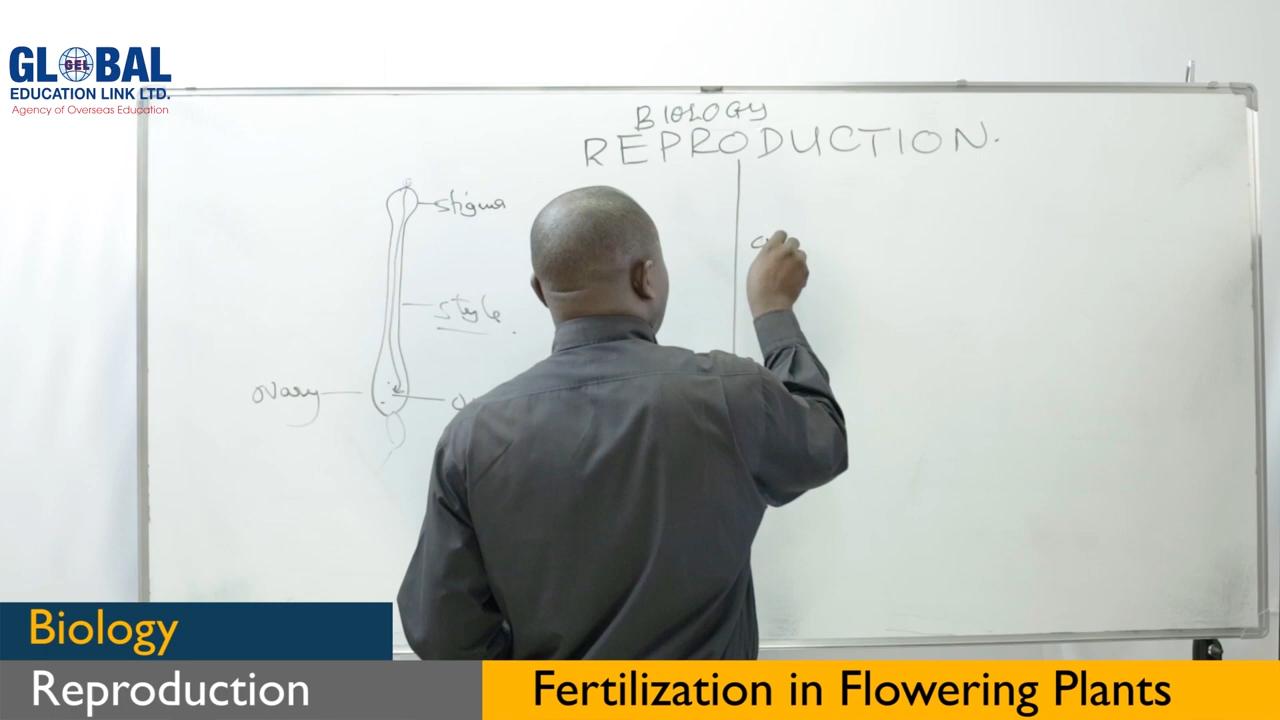 GLOBAL
GEL
EDUCATION LINK LTD.
Agency of Overseas Education
BIOLOGY
REPRODUCTION.
stigma
style
ovary
Biology
Reproduction
Fertilization in Flowering Plants